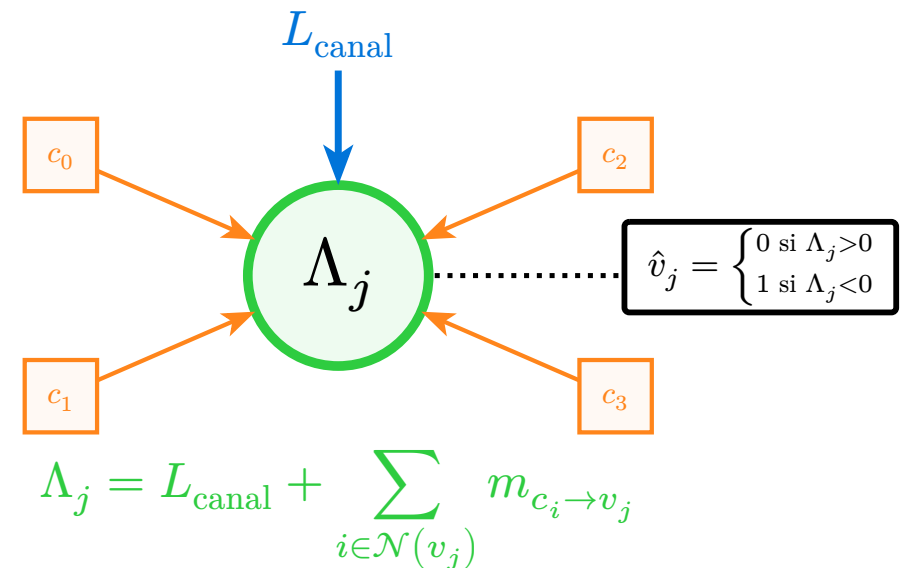 L_canal
c_0
c_2
Λ_j
v̂_j = { 0 si Λ_j>0
1 si Λ_j<0
c_1
c_3
Λ_j = L_canal + ∑_{i∈𝒩(v_j)} m_{c_i→v_j}